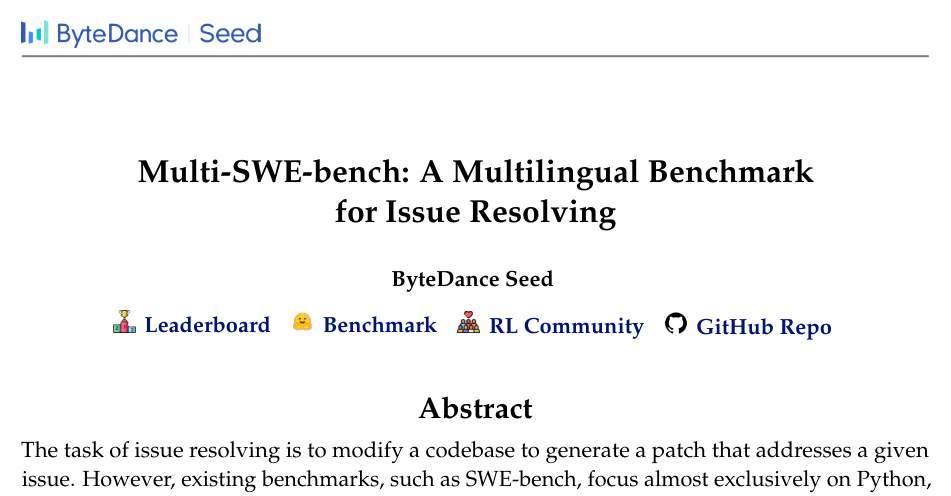 ByteDance | Seed
Multi-SWE-bench: A Multilingual Benchmark
for Issue Resolving
ByteDance Seed
Leaderboard Benchmark RL Community GitHub Repo
Abstract
The task of issue resolving is to modify a codebase to generate a patch that addresses a given
issue. However, existing benchmarks, such as SWE-bench, focus almost exclusively on Python,